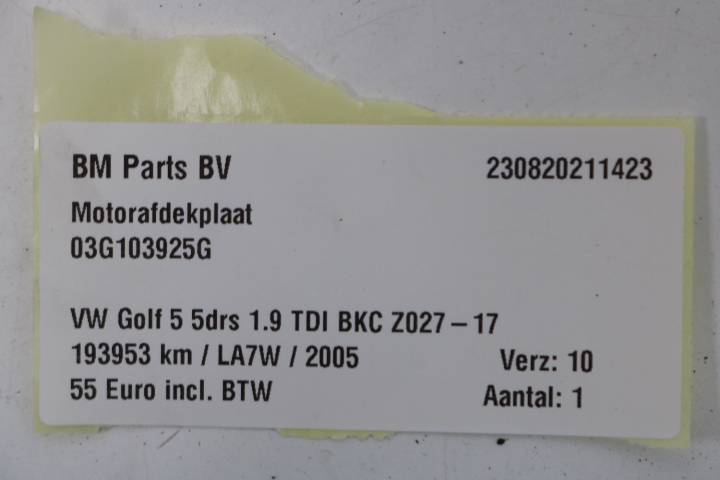 BM Parts BV 230820211423
Motorafdekplaat
03G103925G
VW Golf 5 5drs 1.9 TDI BKC Z027-17
193953 km / LA7W / 2005 Verz: 10
55 Euro incl. BTW Aantal: 1